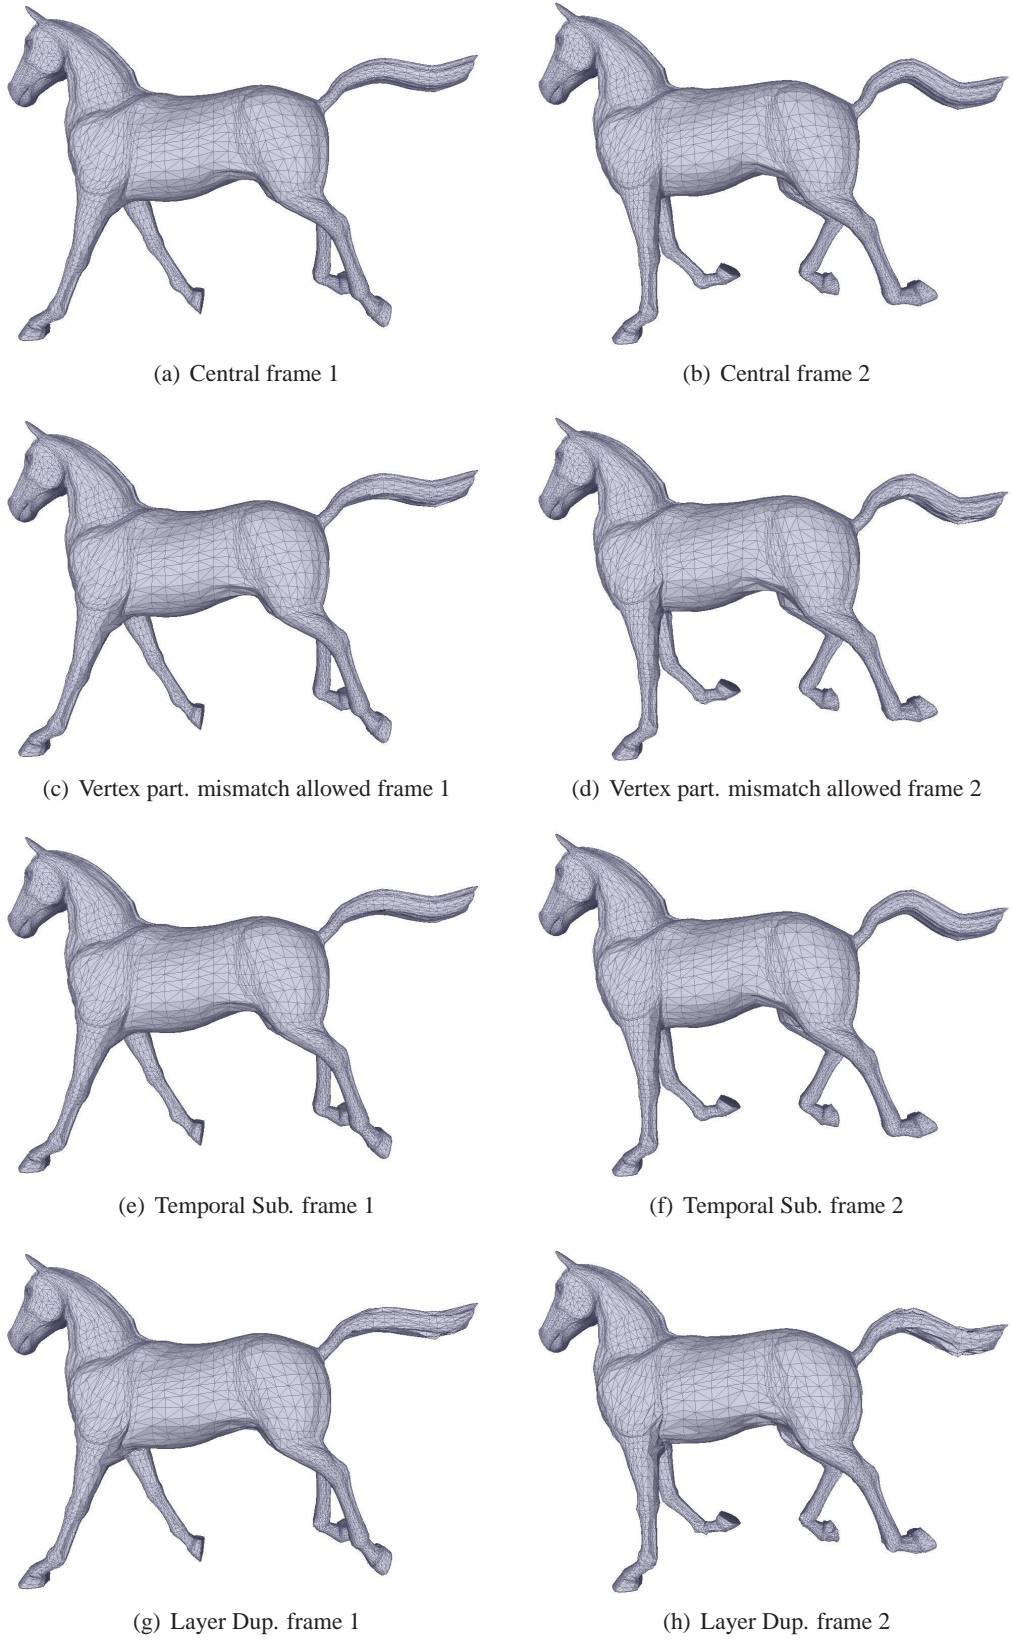 (a) Central frame 1
(b) Central frame 2
(c) Vertex part. mismatch allowed frame 1
(d) Vertex part. mismatch allowed frame 2
(e) Temporal Sub. frame 1
(f) Temporal Sub. frame 2
(g) Layer Dup. frame 1
(h) Layer Dup. frame 2